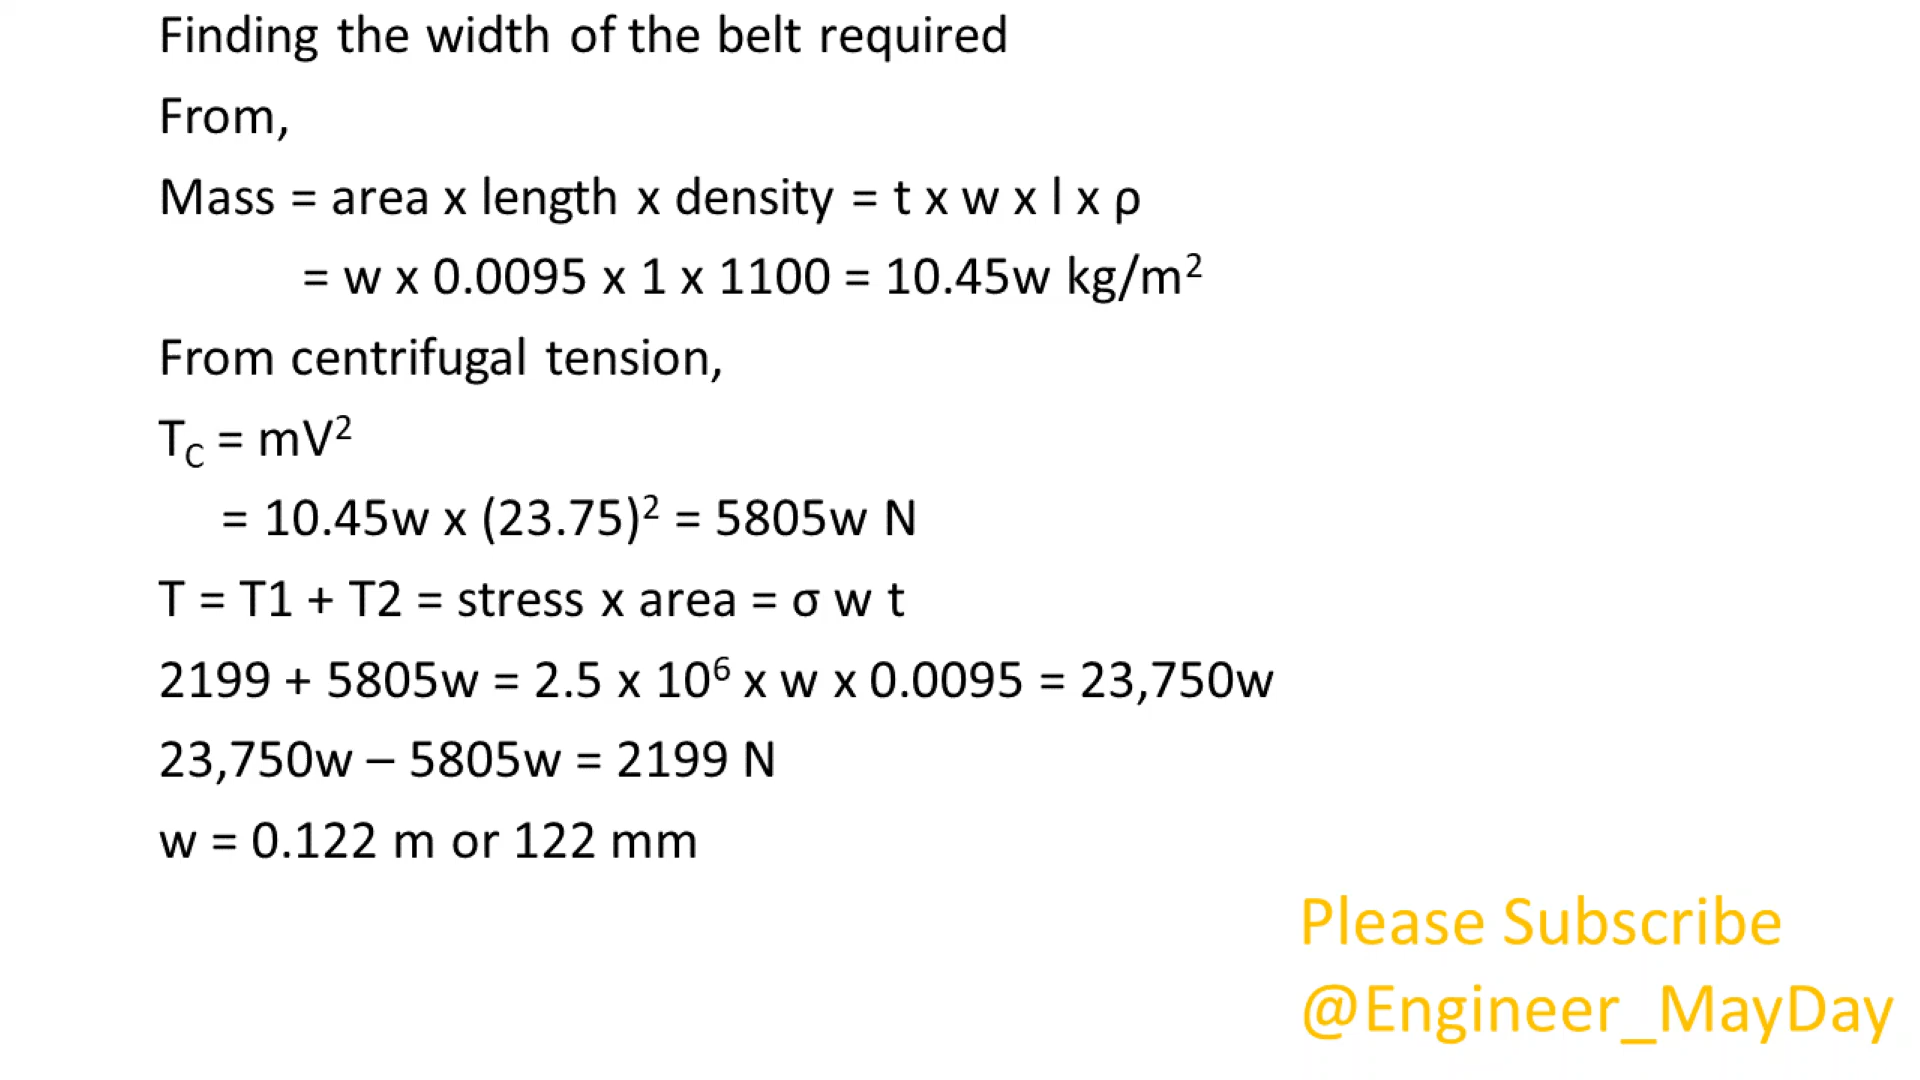 Finding the width of the belt required
From,
Mass = area x length x density = t x w x l x ρ
= w x 0.0095 x 1 x 1100 = 10.45w kg/m²
From centrifugal tension,
T_C = mV²
= 10.45w x (23.75)² = 5805w N
T = T1 + T2 = stress x area = σ w t
2199 + 5805w = 2.5 x 10⁶ x w x 0.0095 = 23,750w
23,750w – 5805w = 2199 N
w = 0.122 m or 122 mm
Please Subscribe
@Engineer_MayDay